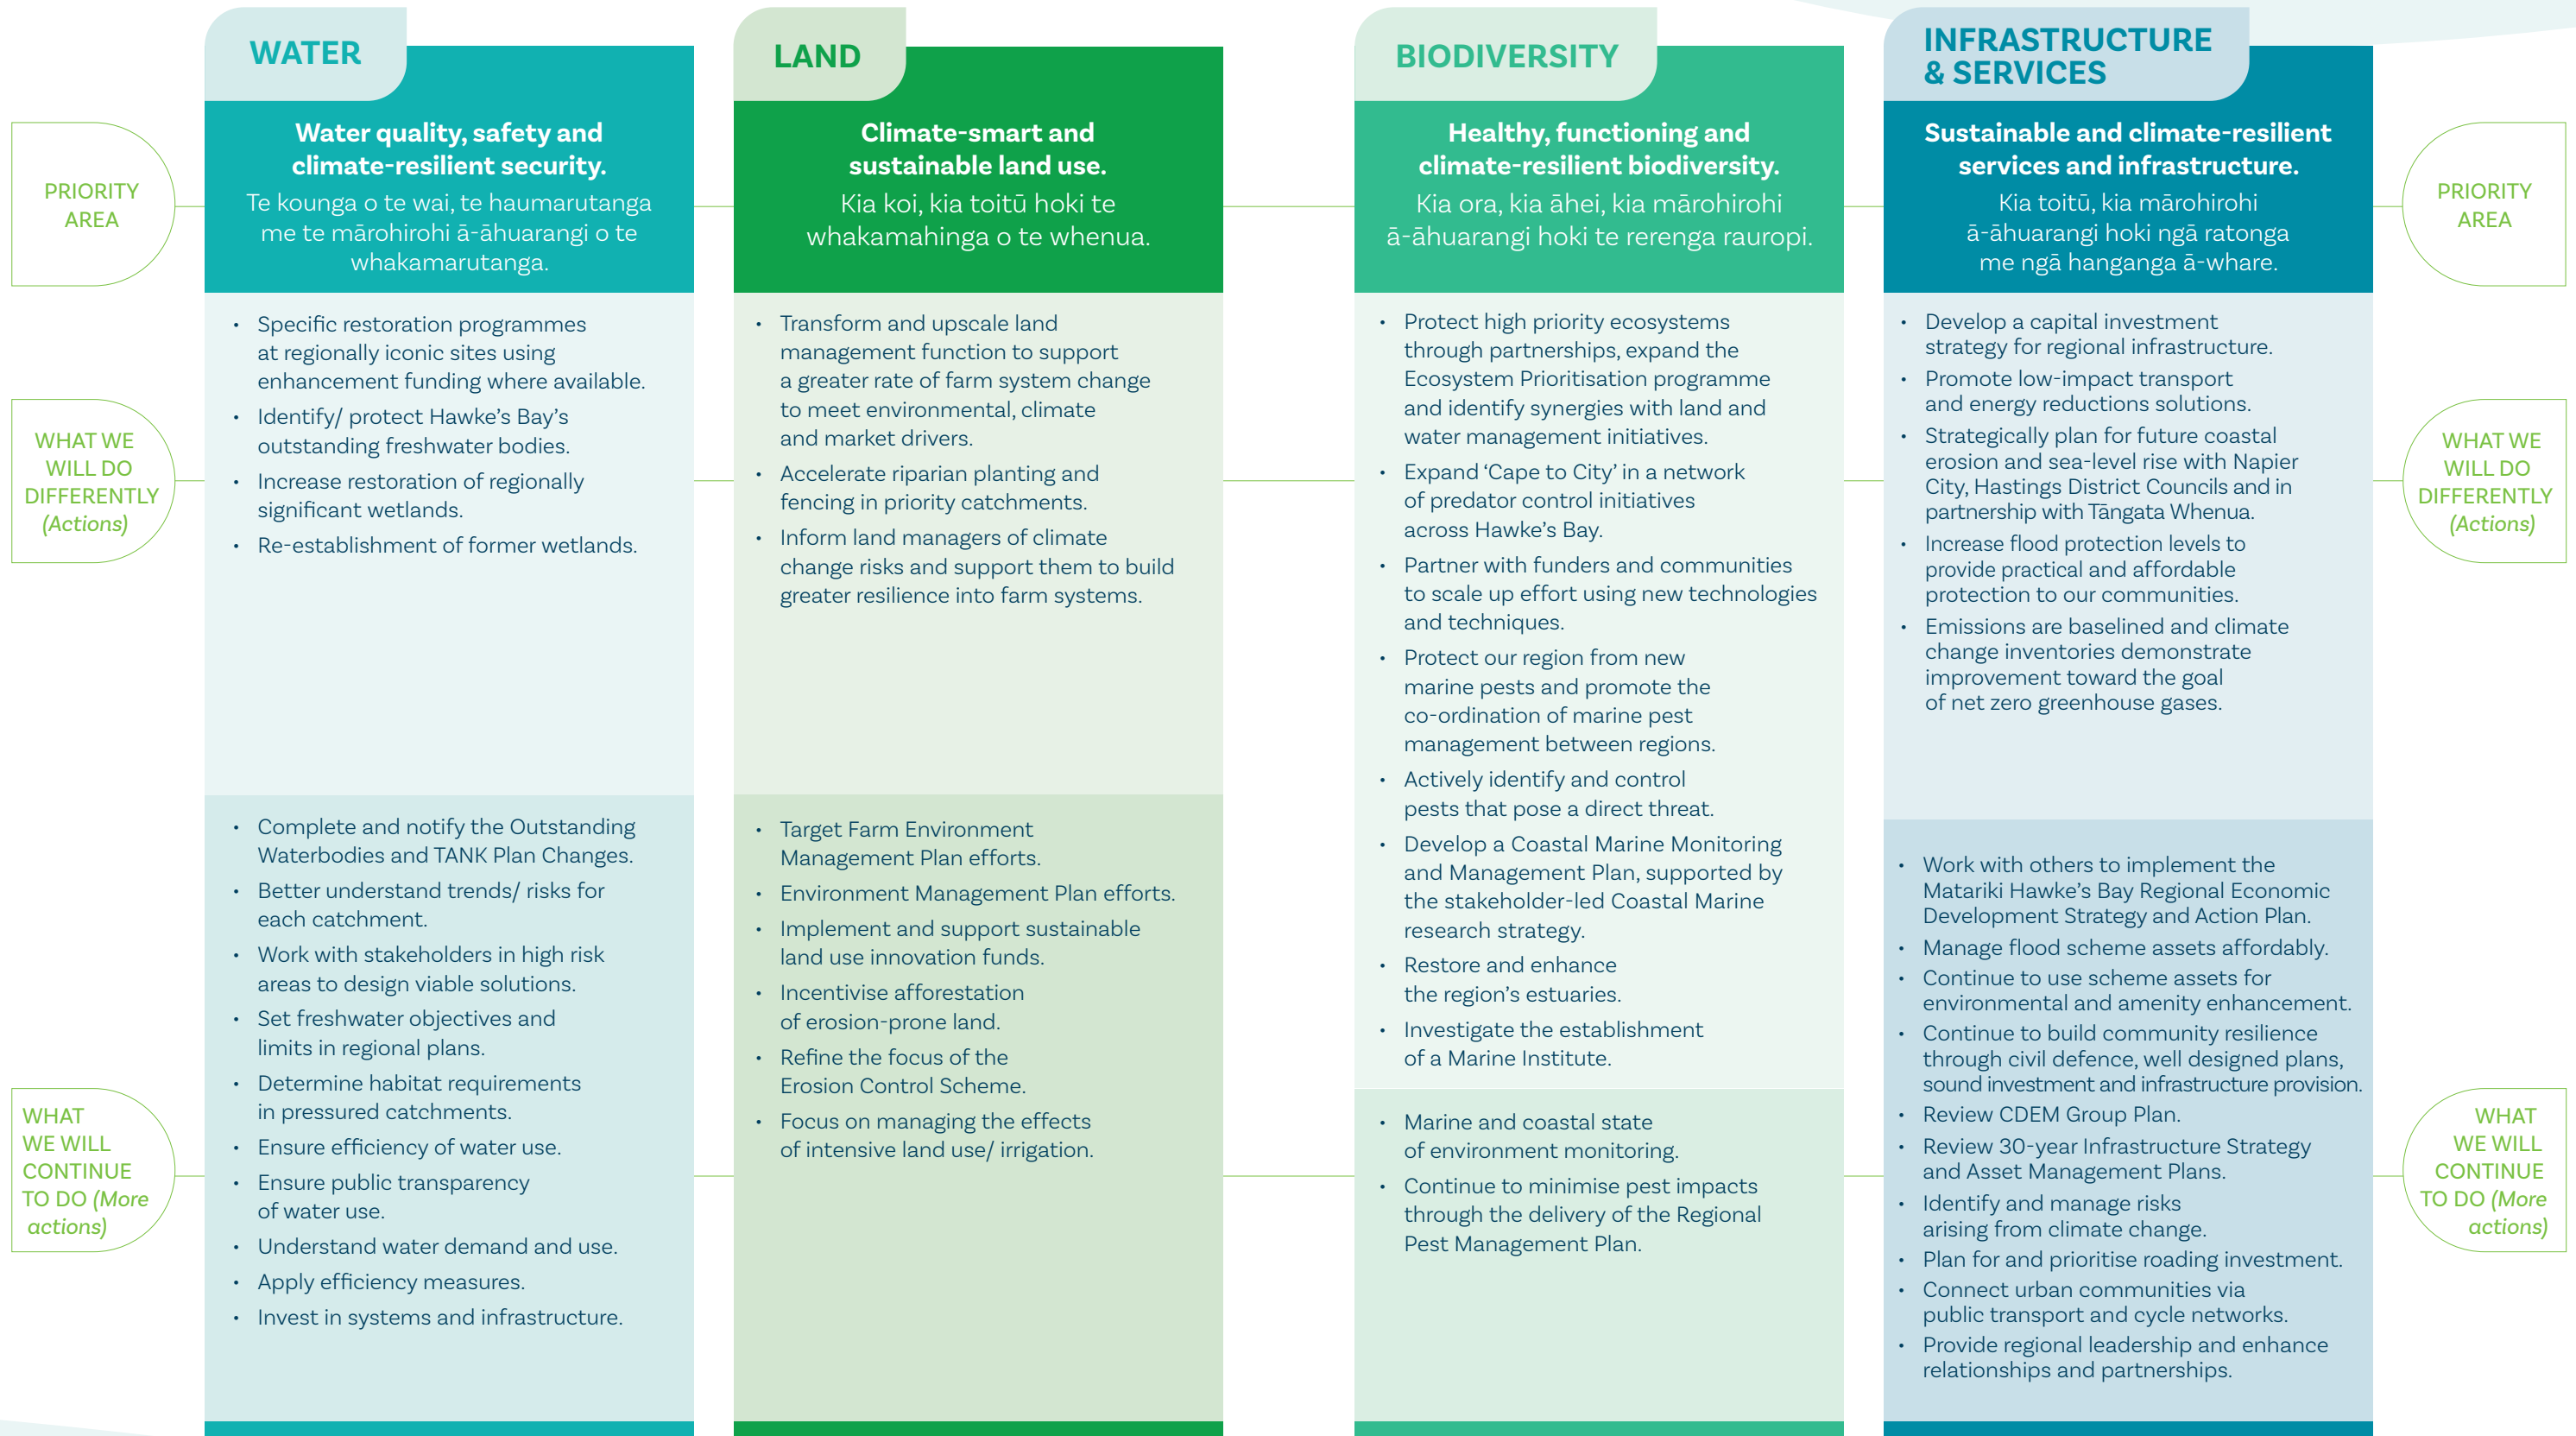 WATER
Water quality, safety and
climate-resilient security.
Te kounga o te wai, te haumarutanga
me te mārohirohi ā-āhuarangi o te
whakamarutanga.
LAND
Climate-smart and
sustainable land use.
Kia koi, kia toitū hoki te
whakamahinga o te whenua.
BIODIVERSITY
Healthy, functioning and
climate-resilient biodiversity.
Kia ora, kia āhei, kia mārohirohi
ā-āhuarangi hoki te rerenga rauropi.
INFRASTRUCTURE
& SERVICES
Sustainable and climate-resilient
services and infrastructure.
Kia toitū, kia mārohirohi
ā-āhuarangi hoki ngā ratonga
me ngā hanganga ā-whare.
PRIORITY
AREA
PRIORITY
AREA
WHAT WE
WILL DO
DIFFERENTLY
(Actions)
• Specific restoration programmes
at regionally iconic sites using
enhancement funding where available.
• Identify/ protect Hawke's Bay's
outstanding freshwater bodies.
• Increase restoration of regionally
significant wetlands.
• Re-establishment of former wetlands.
• Transform and upscale land
management function to support
a greater rate of farm system change
to meet environmental, climate
and market drivers.
• Accelerate riparian planting and
fencing in priority catchments.
• Inform land managers of climate
change risks and support them to build
greater resilience into farm systems.
• Protect high priority ecosystems
through partnerships, expand the
Ecosystem Prioritisation programme
and identify synergies with land and
water management initiatives.
• Expand 'Cape to City' in a network
of predator control initiatives
across Hawke's Bay.
• Partner with funders and communities
to scale up effort using new technologies
and techniques.
• Protect our region from new
marine pests and promote the
co-ordination of marine pest
management between regions.
• Actively identify and control
pests that pose a direct threat.
• Develop a Coastal Marine Monitoring
and Management Plan, supported by
the stakeholder-led Coastal Marine
research strategy.
• Restore and enhance
the region's estuaries.
• Investigate the establishment
of a Marine Institute.
• Develop a capital investment
strategy for regional infrastructure.
• Promote low-impact transport
and energy reductions solutions.
• Strategically plan for future coastal
erosion and sea-level rise with Napier
City, Hastings District Councils and in
partnership with Tāngata Whenua.
• Increase flood protection levels to
provide practical and affordable
protection to our communities.
• Emissions are baselined and climate
change inventories demonstrate
improvement toward the goal
of net zero greenhouse gases.
WHAT WE
WILL DO
DIFFERENTLY
(Actions)
WHAT
WE WILL
CONTINUE
TO DO (More
actions)
• Complete and notify the Outstanding
Waterbodies and TANK Plan Changes.
• Better understand trends/ risks for
each catchment.
• Work with stakeholders in high risk
areas to design viable solutions.
• Set freshwater objectives and
limits in regional plans.
• Determine habitat requirements
in pressured catchments.
• Ensure efficiency of water use.
• Ensure public transparency
of water use.
• Understand water demand and use.
• Apply efficiency measures.
• Invest in systems and infrastructure.
• Target Farm Environment
Management Plan efforts.
• Environment Management Plan efforts.
• Implement and support sustainable
land use innovation funds.
• Incentivise afforestation
of erosion-prone land.
• Refine the focus of the
Erosion Control Scheme.
• Focus on managing the effects
of intensive land use/ irrigation.
• Marine and coastal state
of environment monitoring.
• Continue to minimise pest impacts
through the delivery of the Regional
Pest Management Plan.
• Work with others to implement the
Matariki Hawke's Bay Regional Economic
Development Strategy and Action Plan.
• Manage flood scheme assets affordably.
• Continue to use scheme assets for
environmental and amenity enhancement.
• Continue to build community resilience
through civil defence, well designed plans,
sound investment and infrastructure provision.
• Review CDEM Group Plan.
• Review 30-year Infrastructure Strategy
and Asset Management Plans.
• Identify and manage risks
arising from climate change.
• Plan for and prioritise roading investment.
• Connect urban communities via
public transport and cycle networks.
• Provide regional leadership and enhance
relationships and partnerships.
WHAT
WE WILL
CONTINUE
TO DO (More
actions)